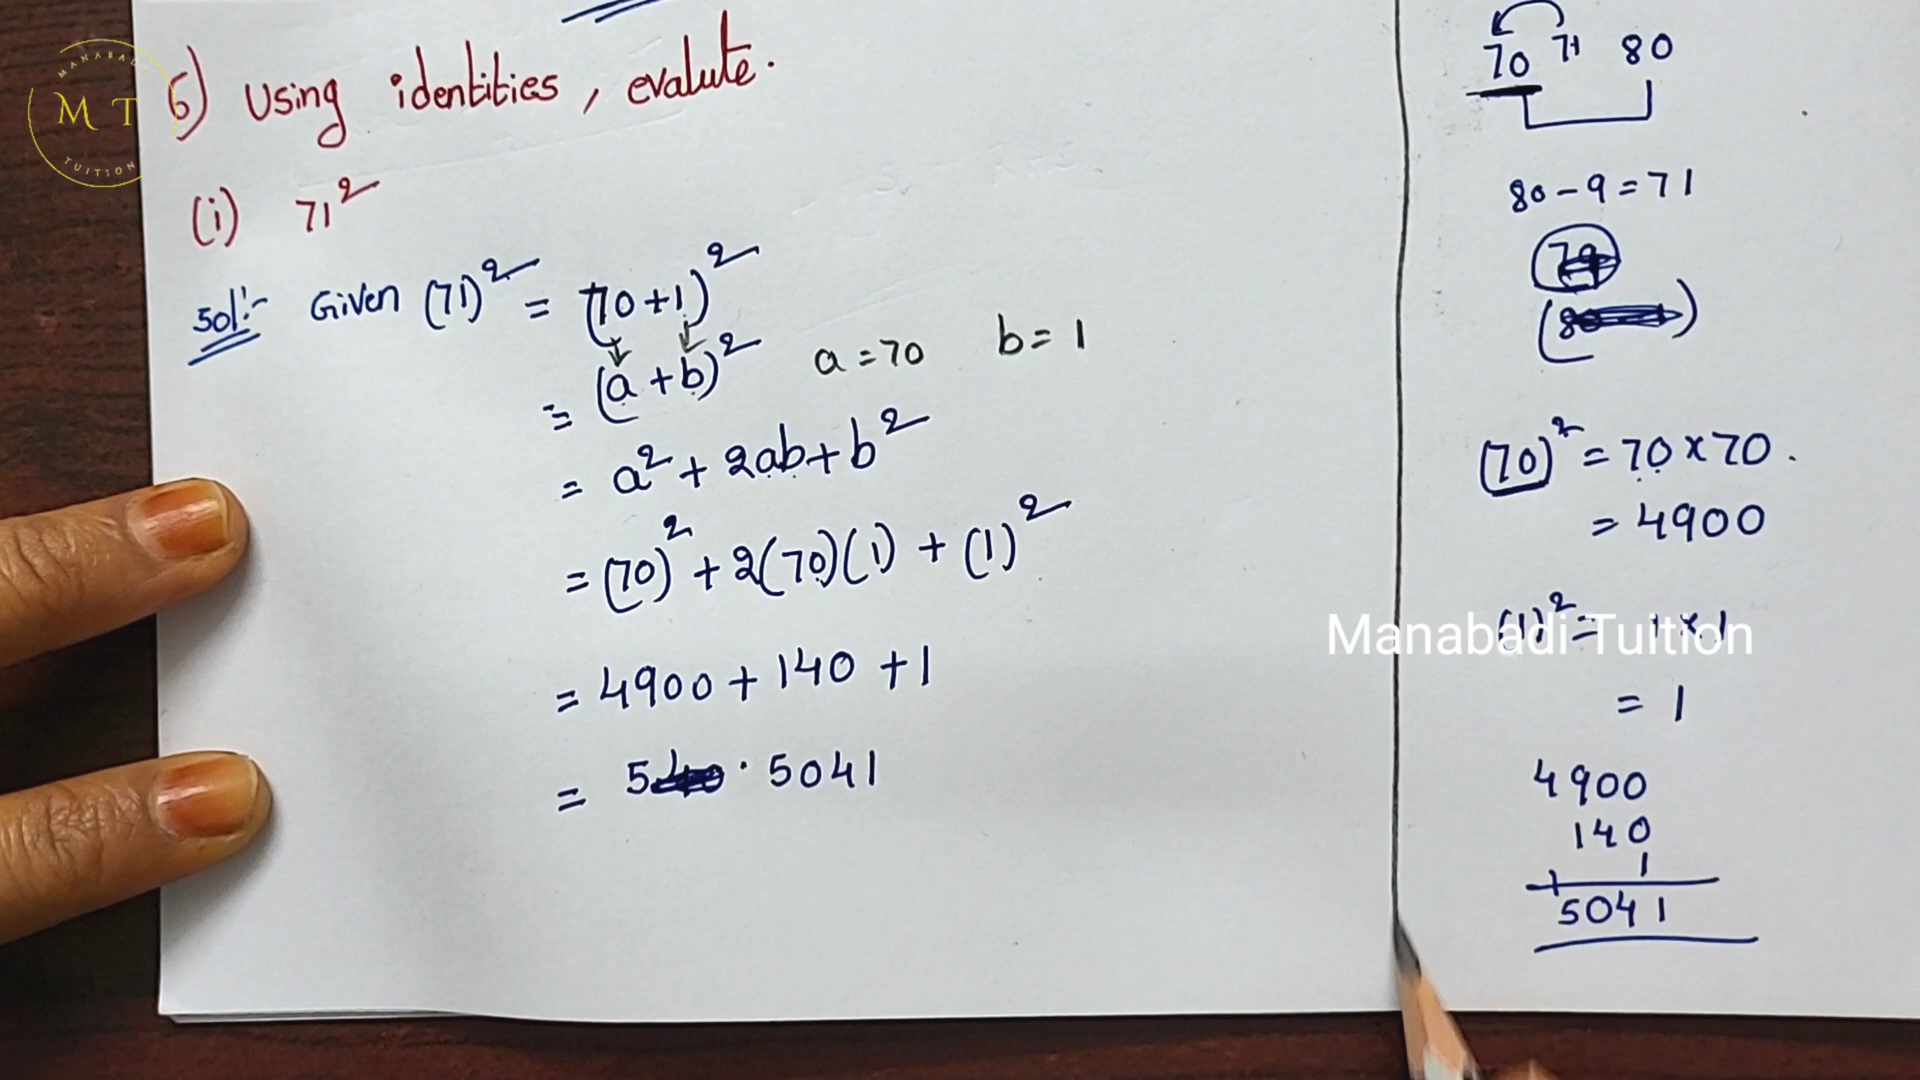 MANABADI
MT
TUITION
6) Using identities, evalute.
(i) 71²
Sol:- Given (71)² = (70+1)²
= (a+b)² a=70 b=1
= a² + 2ab + b²
= (70)² + 2(70)(1) + (1)²
= 4900 + 140 + 1
= 5 . 5041
70 71 80
80-9=71
(70)² = 70×70.
= 4900
(1)² = 1×1
Manabadi Tuition
= 1
4900
140
+ 1
5041